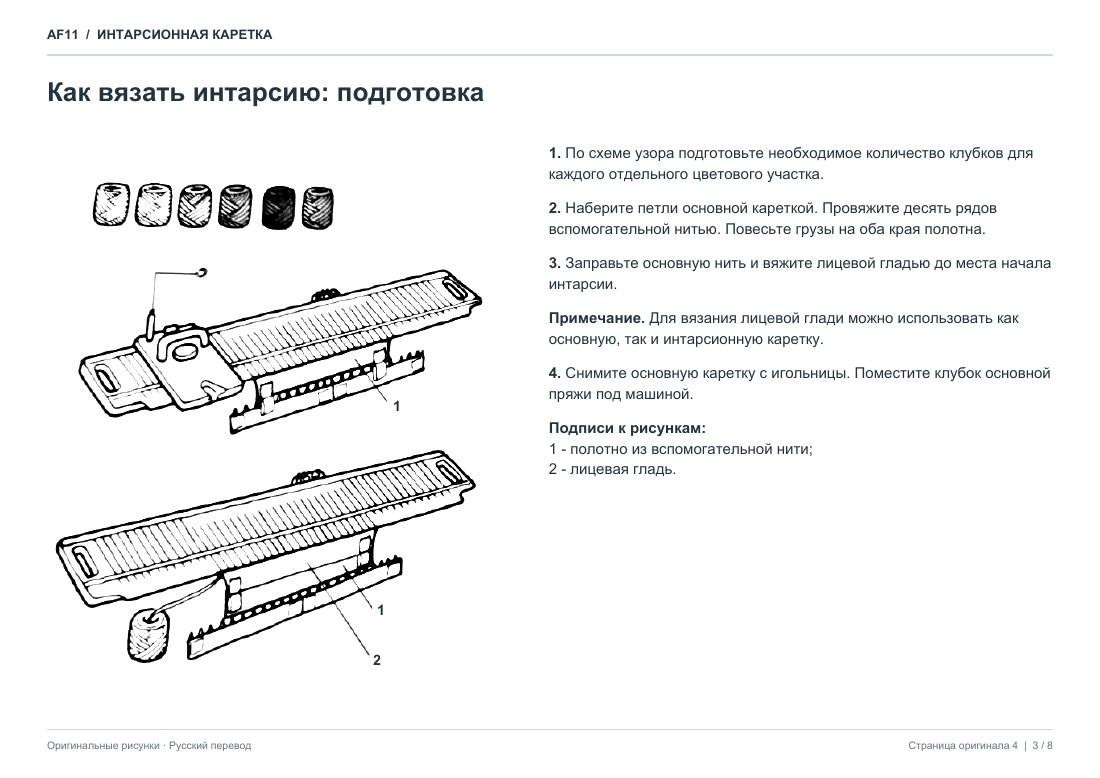 AF11 / ИНТАРСИОННАЯ КАРЕТКА
Как вязать интарсию: подготовка
1. По схеме узора подготовьте необходимое количество клубков для
каждого отдельного цветового участка.
2. Наберите петли основной кареткой. Провяжите десять рядов
вспомогательной нитью. Повесьте грузы на оба края полотна.
3. Заправьте основную нить и вяжите лицевой гладью до места начала
интарсии.
Примечание. Для вязания лицевой глади можно использовать как
основную, так и интарсионную каретку.
4. Снимите основную каретку с игольницы. Поместите клубок основной
пряжи под машиной.
Подписи к рисункам:
1 - полотно из вспомогательной нити;
2 - лицевая гладь.
1
1
2
Оригинальные рисунки · Русский перевод
Страница оригинала 4 | 3 / 8